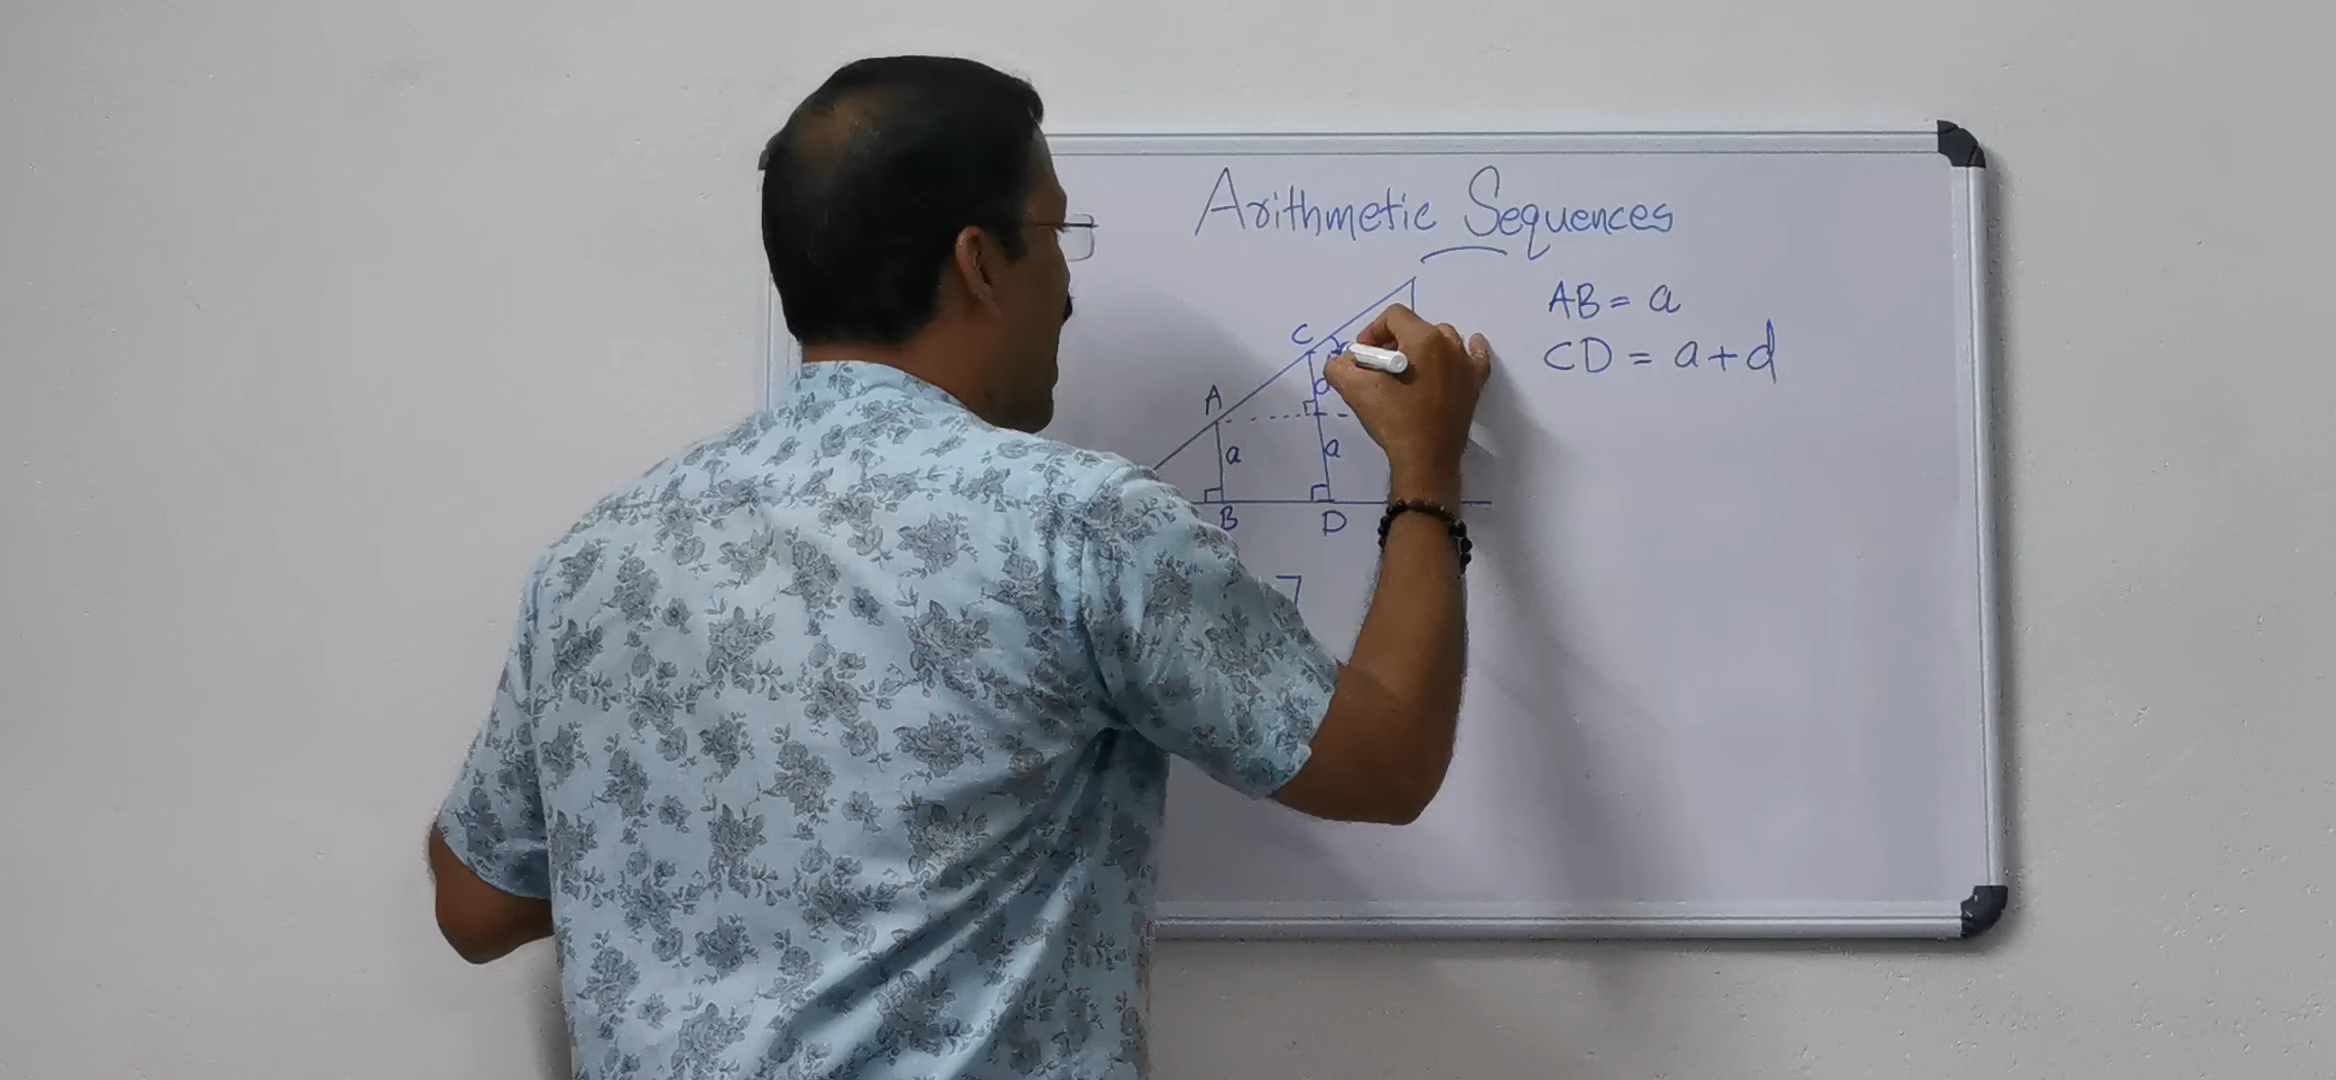 Arithmetic Sequences
AB = a
CD = a + d
C
A
d
a
a
B
D